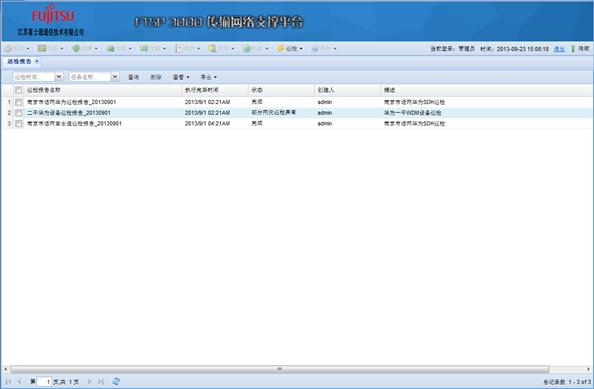 FUJITSU
江苏富士通通信技术有限公司
FTSP 3000 传输网络支撑平台
巡检
当前登录: 管理员 时间: 2013-09-23 15:08:18 退出 隐藏
巡检报告
巡检时间... 任务名称... 查询 删除 查看 导出
巡检报告名称 执行完毕时间 状态 创建人 描述
1 南京市话网华为巡检报告_20130901 2013/9/1 02:21AM 完成 admin 南京市话网华为SDH巡检
2 二干华为设备巡检报告_20130901 2013/9/1 02:21AM 部分网元巡检异常 admin 华为一干WDM设备巡检
3 南京市话网富士通巡检报告_20130901 2013/9/1 04:21AM 完成 admin 南京市话网华为SDH巡检
第 1 页,共 1 页 总记录数 1 - 3 of 3